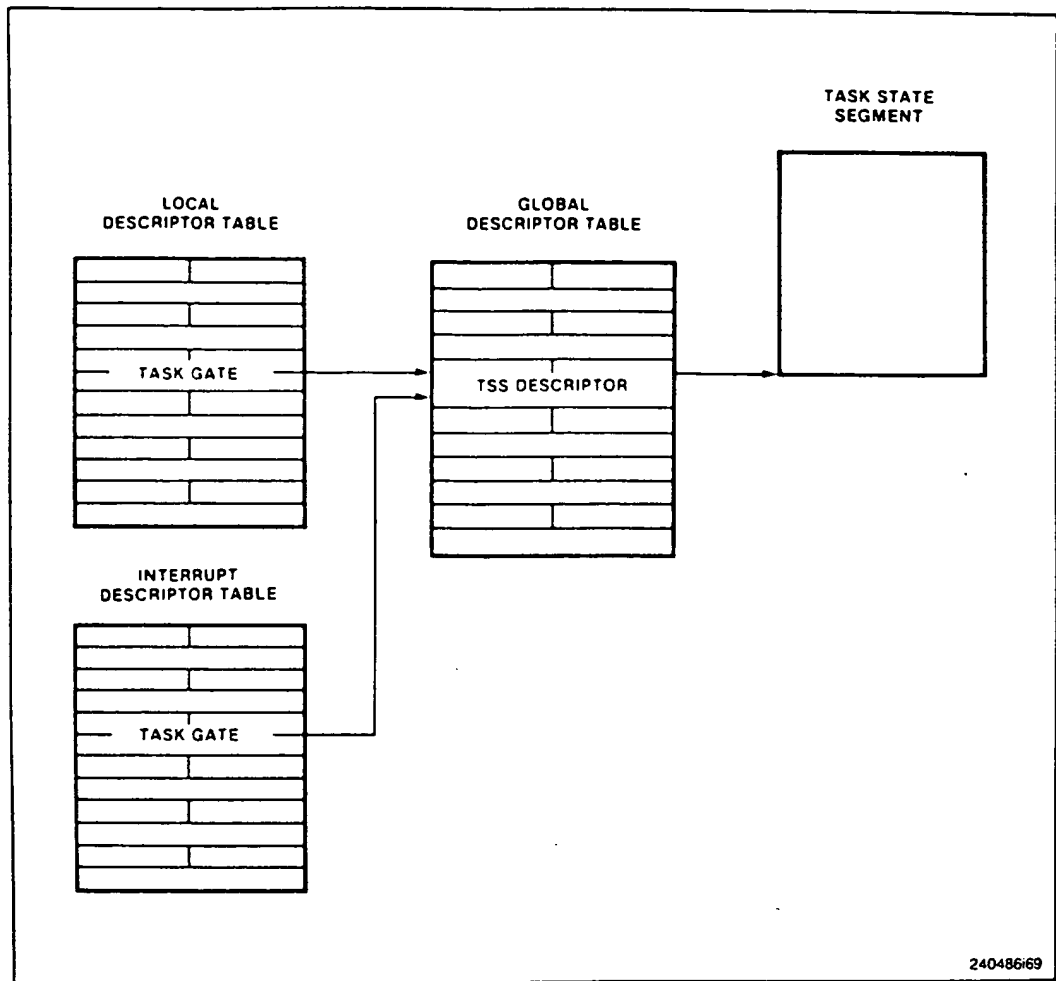 TASK STATE
SEGMENT
LOCAL
DESCRIPTOR TABLE
GLOBAL
DESCRIPTOR TABLE
TASK GATE
TSS DESCRIPTOR
INTERRUPT
DESCRIPTOR TABLE
TASK GATE
240486i69